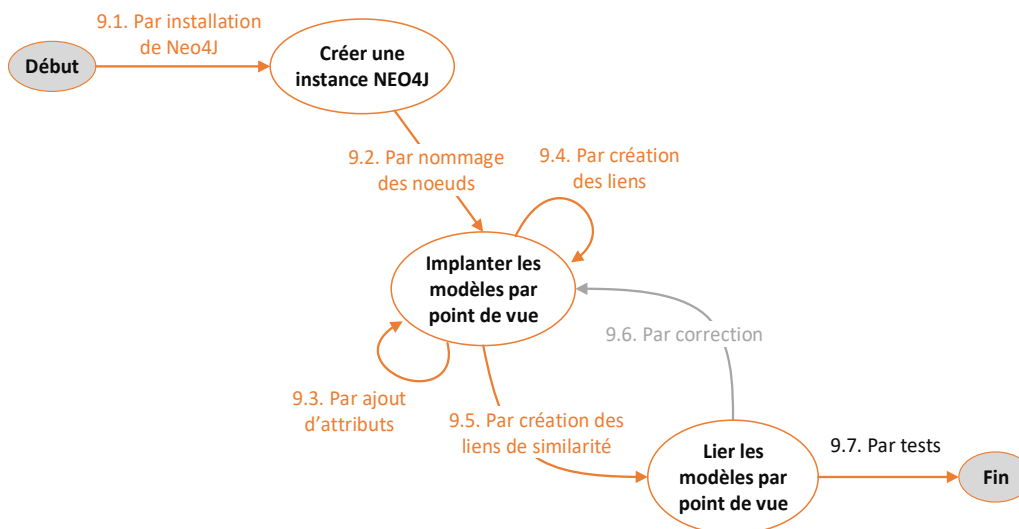 9.1. Par installation
de Neo4J
Début
Créer une
instance NEO4J
9.2. Par nommage
des noeuds
9.4. Par création
des liens
Implanter les
modèles par
point de vue
9.6. Par correction
9.3. Par ajout
d’attributs
9.5. Par création des
liens de similarité
Lier les
modèles par
point de vue
9.7. Par tests
Fin